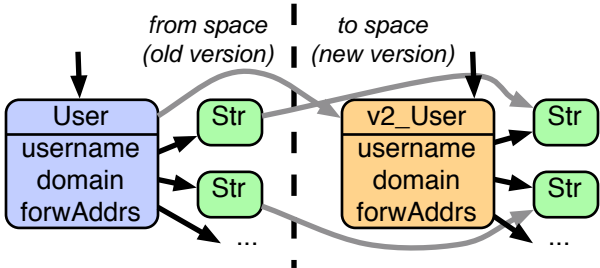 from space
(old version)
to space
(new version)
User
username
domain
forwAddrs
Str
Str
...
v2_User
username
domain
forwAddrs
Str
Str
...